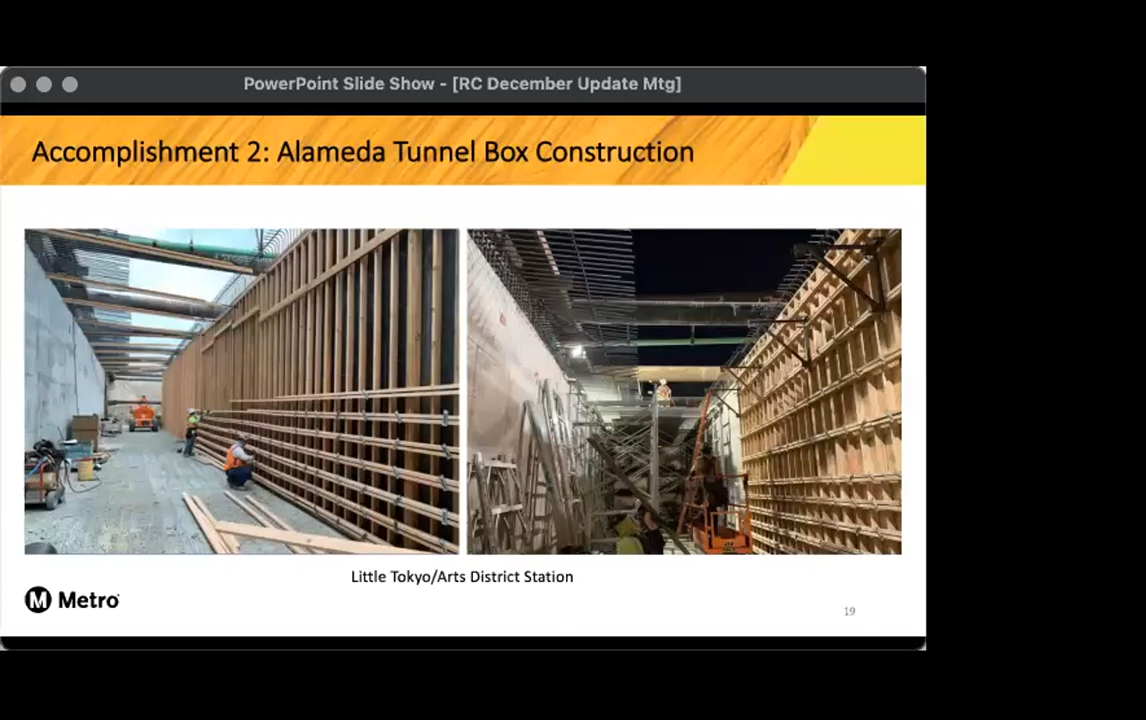 PowerPoint Slide Show - [RC December Update Mtg]
Accomplishment 2: Alameda Tunnel Box Construction
Little Tokyo/Arts District Station
M Metro
19